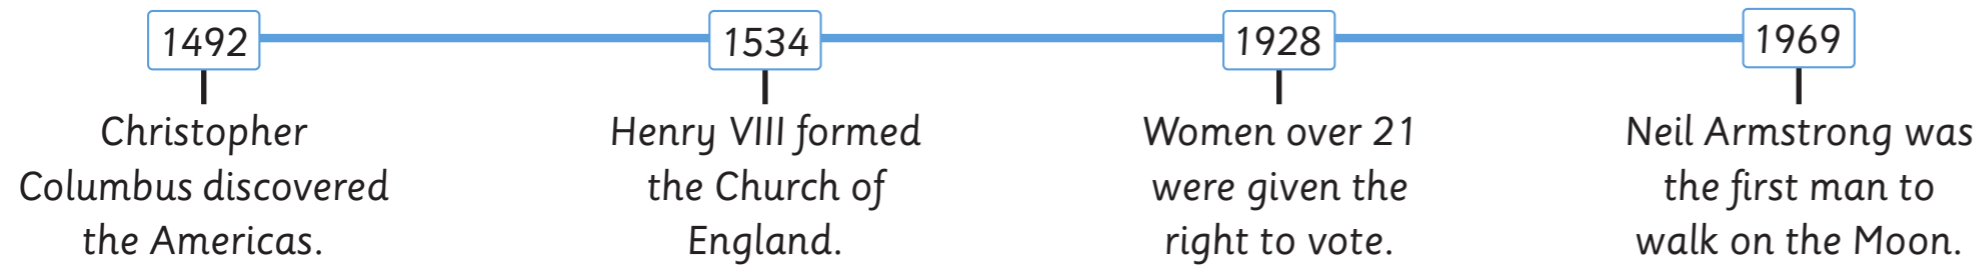 1492
1534
1928
1969
Christopher
Columbus discovered
the Americas.
Henry VIII formed
the Church of
England.
Women over 21
were given the
right to vote.
Neil Armstrong was
the first man to
walk on the Moon.